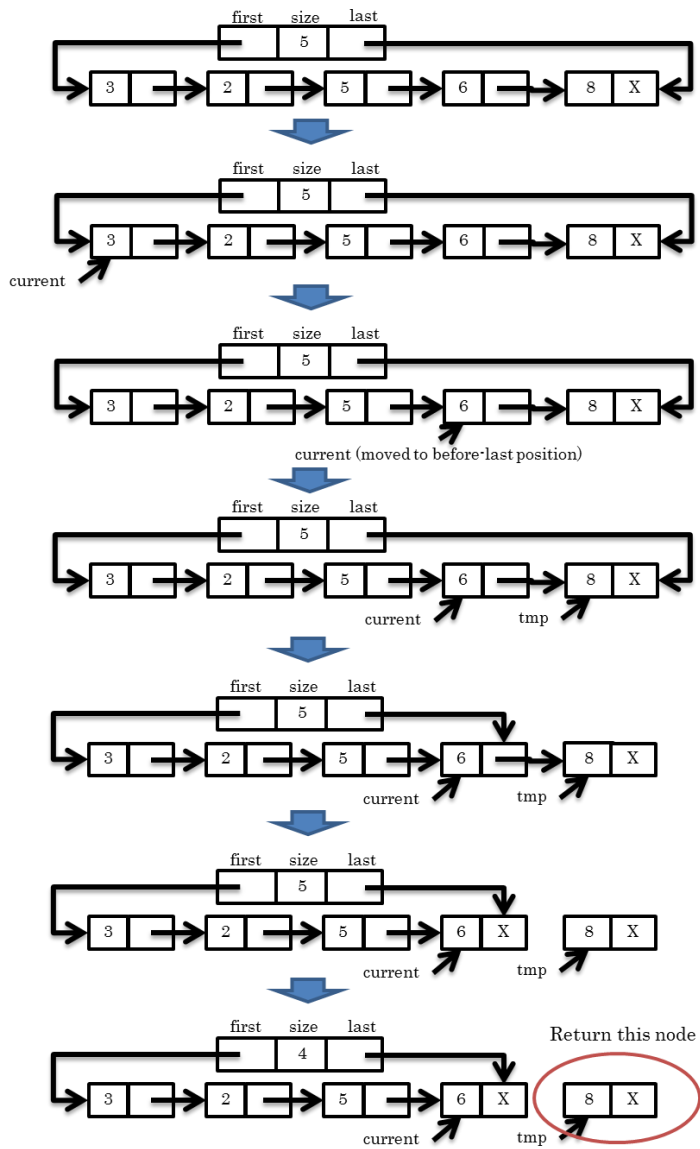 first size last
5
3 2 5 6 8 X
first size last
5
3 2 5 6 8 X
current
first size last
5
3 2 5 6 8 X
current (moved to before-last position)
first size last
5
3 2 5 6 8 X
current tmp
first size last
5
3 2 5 6 8 X
current tmp
first size last
5
3 2 5 6 X 8 X
current tmp
first size last
Return this node
4
3 2 5 6 X 8 X
current tmp